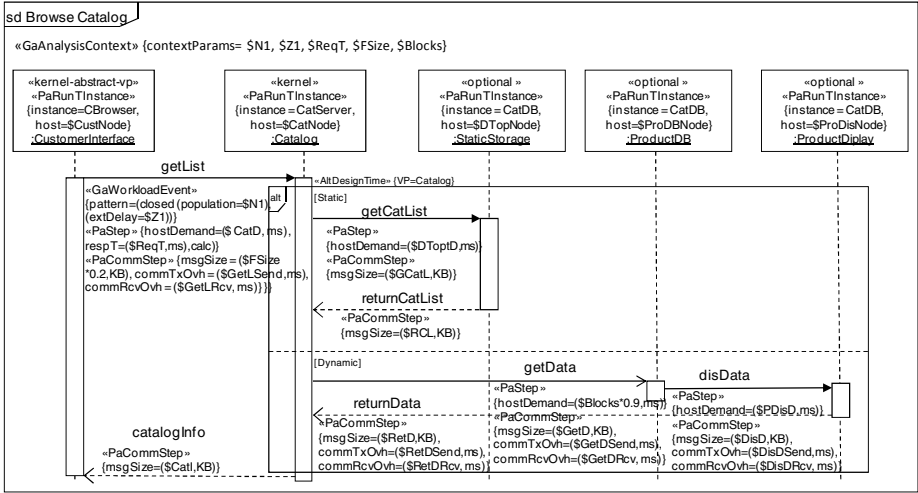 sd Browse Catalog
«GaAnalysisContext» {contextParams= $N1, $Z1, $ReqT, $FSize, $Blocks}
«kernel-abstract-vp»
«PaRunTInstance»
{instance=CBrowser,
host=$CustNode}
:CustomerInterface
«kernel»
«PaRunTInstance»
{instance=CatServer,
host=$CatNode}
:Catalog
«optional »
«PaRunTInstance»
{instance=CatDB,
host=$DTopNode}
:StaticStorage
«optional »
«PaRunTInstance»
{instance=CatDB,
host=$ProDBNode}
:ProductDB
«optional »
«PaRunTInstance»
{instance=CatDB,
host=$ProDisNode}
:ProductDiplay
getList
«GaWorkloadEvent»
{pattern=(closed (population=$N1),
(extDelay=$Z1))}
«PaStep» {hostDemand=($ CatD, ms),
respT=($ReqT,ms),calc)}
«PaCommStep» {msgSize = ($FSize
*0.2,KB), commTxOvh = ($GetLSend,ms),
commRcvOvh = ($GetLRcv, ms)}}}
«AltDesignTime» {VP=Catalog}
alt
[Static]
getCatList
«PaStep»
{hostDemand=($DToptD,ms)}
«PaCommStep»
{msgSize=($GCatL,KB)}
returnCatList
«PaCommStep»
{msgSize=($RCL,KB)}
[Dynamic]
getData
«PaStep»
{hostDemand=($Blocks*0.9,ms)}
«PaCommStep»
{msgSize=($GetD,KB),
commTxOvh=($GetDSend,ms),
commRcvOvh=($GetDRcv, ms)}
disData
«PaStep»
{hostDemand=($PDisD,ms)}
«PaCommStep»
{msgSize=($DisD,KB),
commTxOvh=($DisDSend,ms),
commRcvOvh=($DisDRcv, ms)}
returnData
«PaCommStep»
{msgSize=($RetD,KB),
commTxOvh=($RetDSend,ms),
commRcvOvh=($RetDRcv, ms)}
catalogInfo
«PaCommStep»
{msgSize=($CatI,KB)}